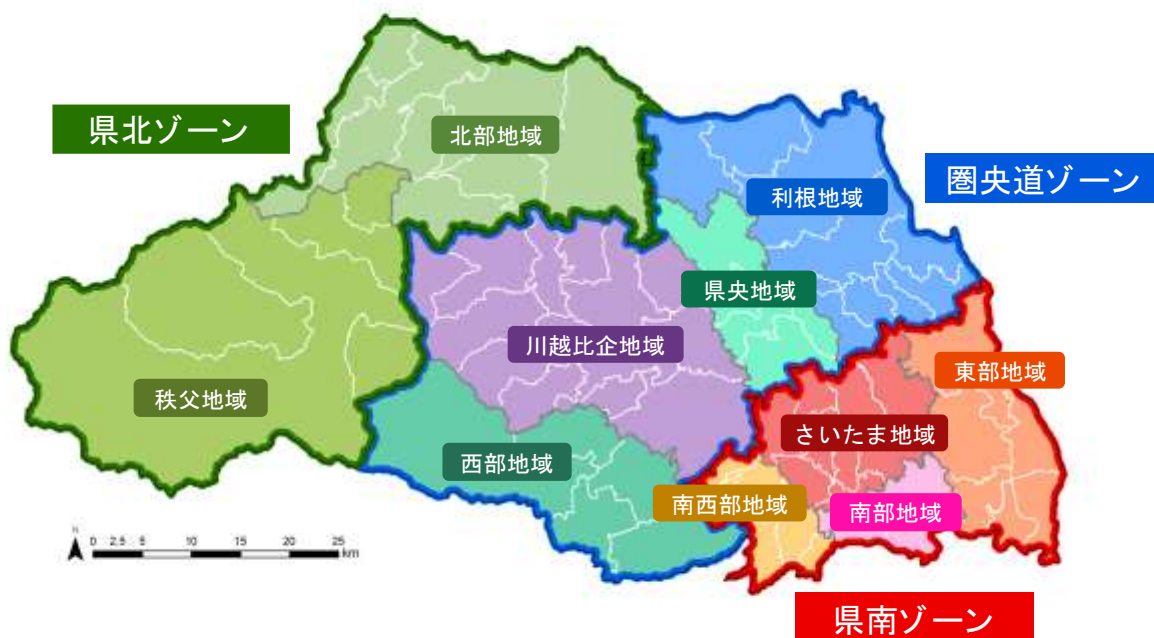 県北ゾーン
北部地域
圏央道ゾーン
利根地域
県央地域
川越比企地域
東部地域
秩父地域
さいたま地域
西部地域
南西部地域
南部地域
N
0 2.5 5 10 15 20 25
km
県南ゾーン